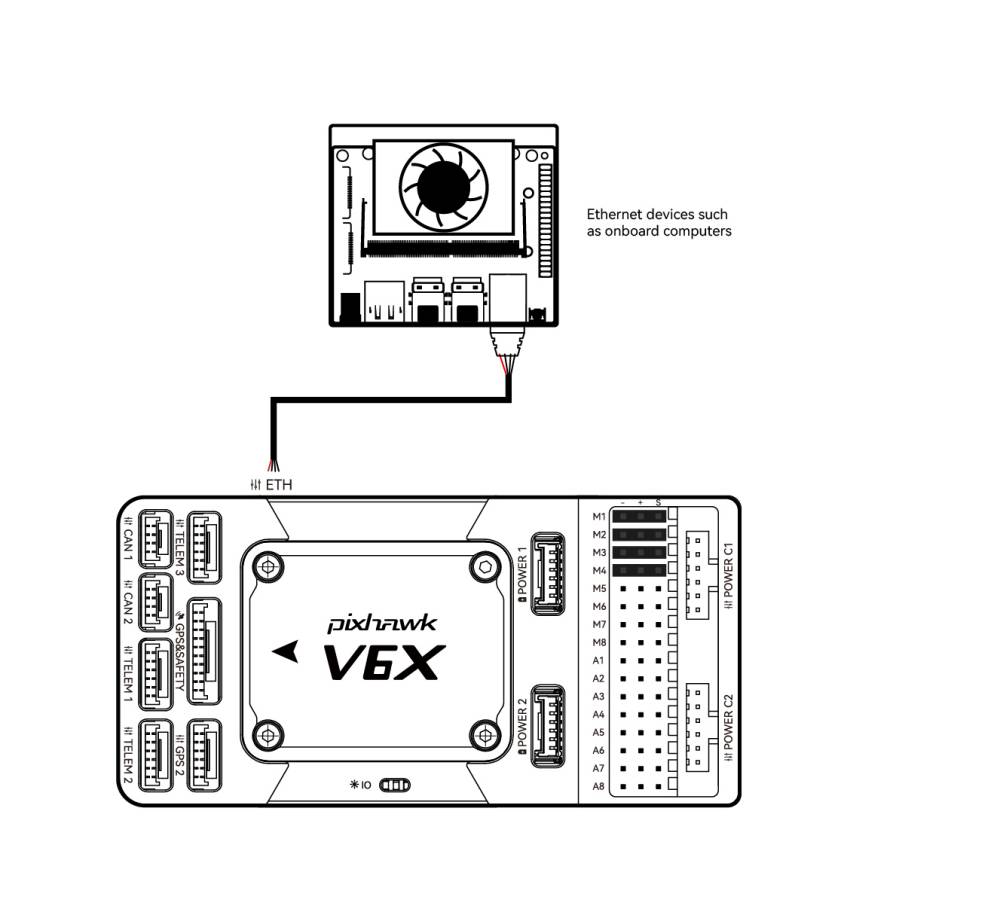 Ethernet devices such
as onboard computers
ETH
CAN 1
TELEM 3
CAN 2
GPS&SAFETY
TELEM 1
TELEM 2
GPS 2
pixhawk
V6X
IO
POWER 1
POWER 2
- + S
M1
M2
M3
M4
M5
M6
M7
M8
A1
A2
A3
A4
A5
A6
A7
A8
POWER C1
POWER C2